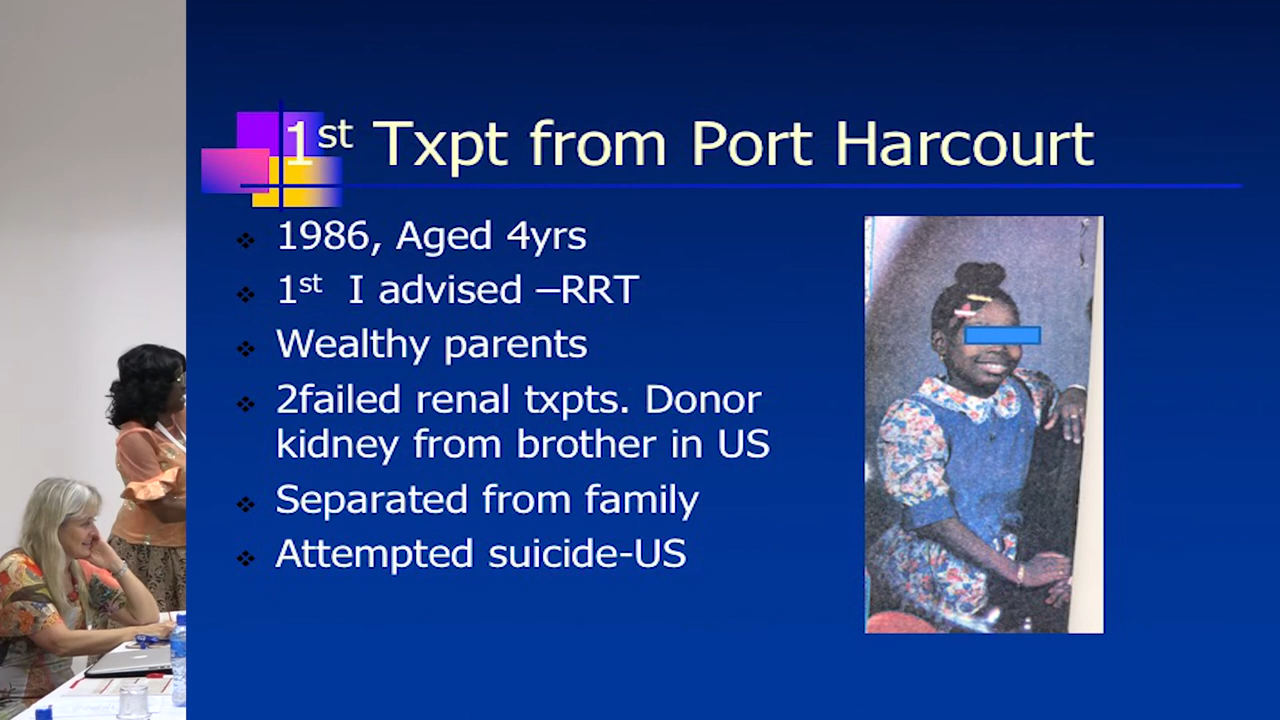 1st Txpt from Port Harcourt
1986, Aged 4yrs
1st I advised –RRT
Wealthy parents
2failed renal txpts. Donor
kidney from brother in US
Separated from family
Attempted suicide-US